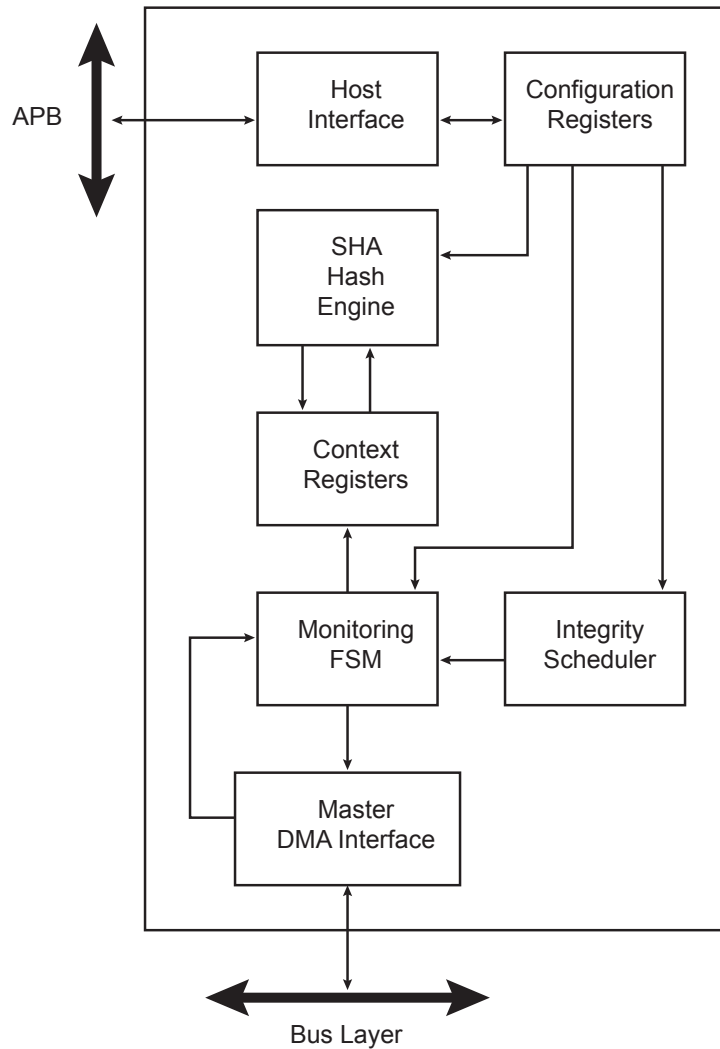 APB
Host
Interface
Configuration
Registers
SHA
Hash
Engine
Context
Registers
Monitoring
FSM
Integrity
Scheduler
Master
DMA Interface
Bus Layer